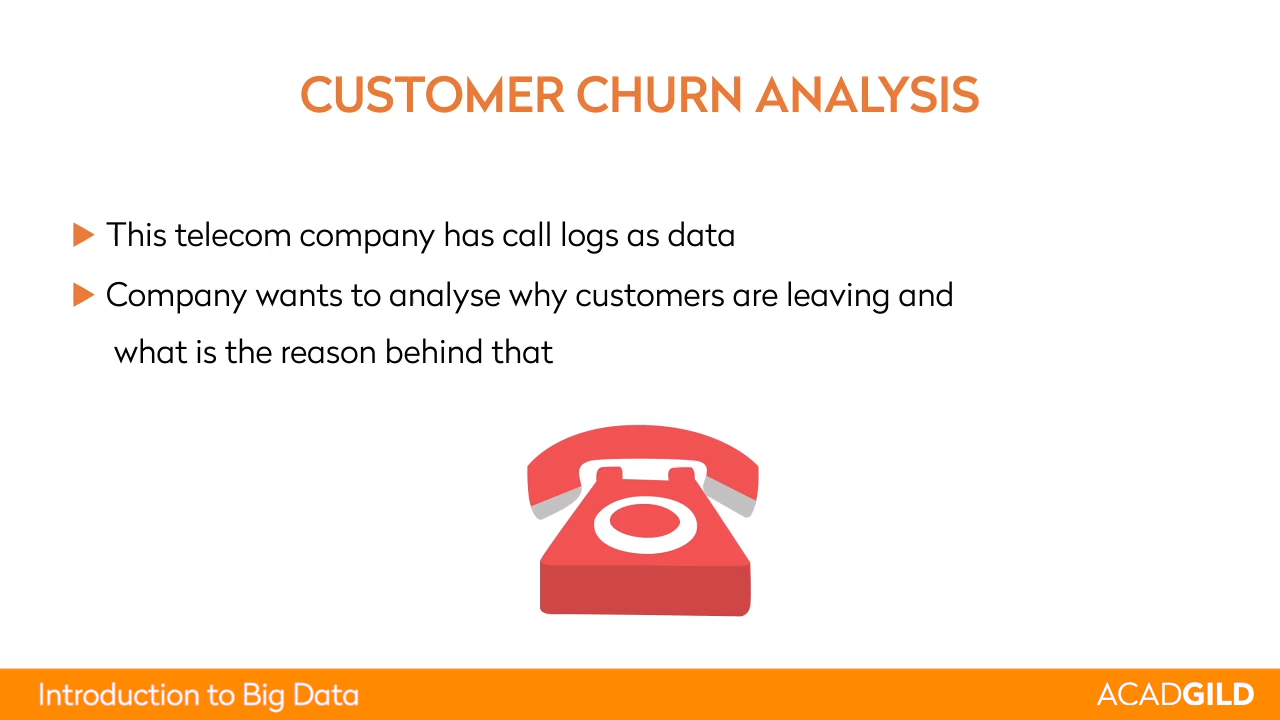 CUSTOMER CHURN ANALYSIS
This telecom company has call logs as data
Company wants to analyse why customers are leaving and
what is the reason behind that
Introduction to Big Data
ACADGILD